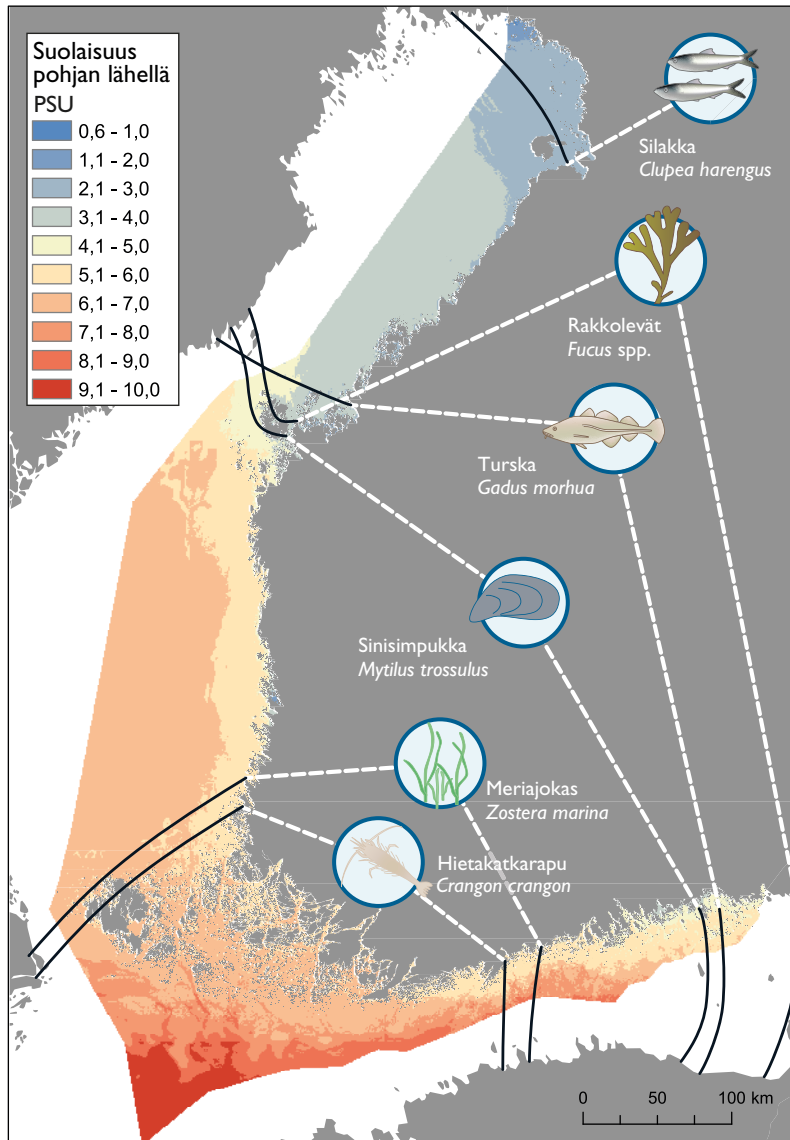 Suolaisuus
pohjan lähellä
PSU
0,6 – 1,0
1,1 – 2,0
2,1 – 3,0
3,1 – 4,0
4,1 – 5,0
5,1 – 6,0
6,1 – 7,0
7,1 – 8,0
8,1 – 9,0
9,1 – 10,0
Silakka
Clupea harengus
Rakkolevät
Fucus spp.
Turska
Gadus morhua
Sinisimpukka
Mytilus trossulus
Meriajokas
Zostera marina
Hietakatkarapu
Crangon crangon
0 50 100 km